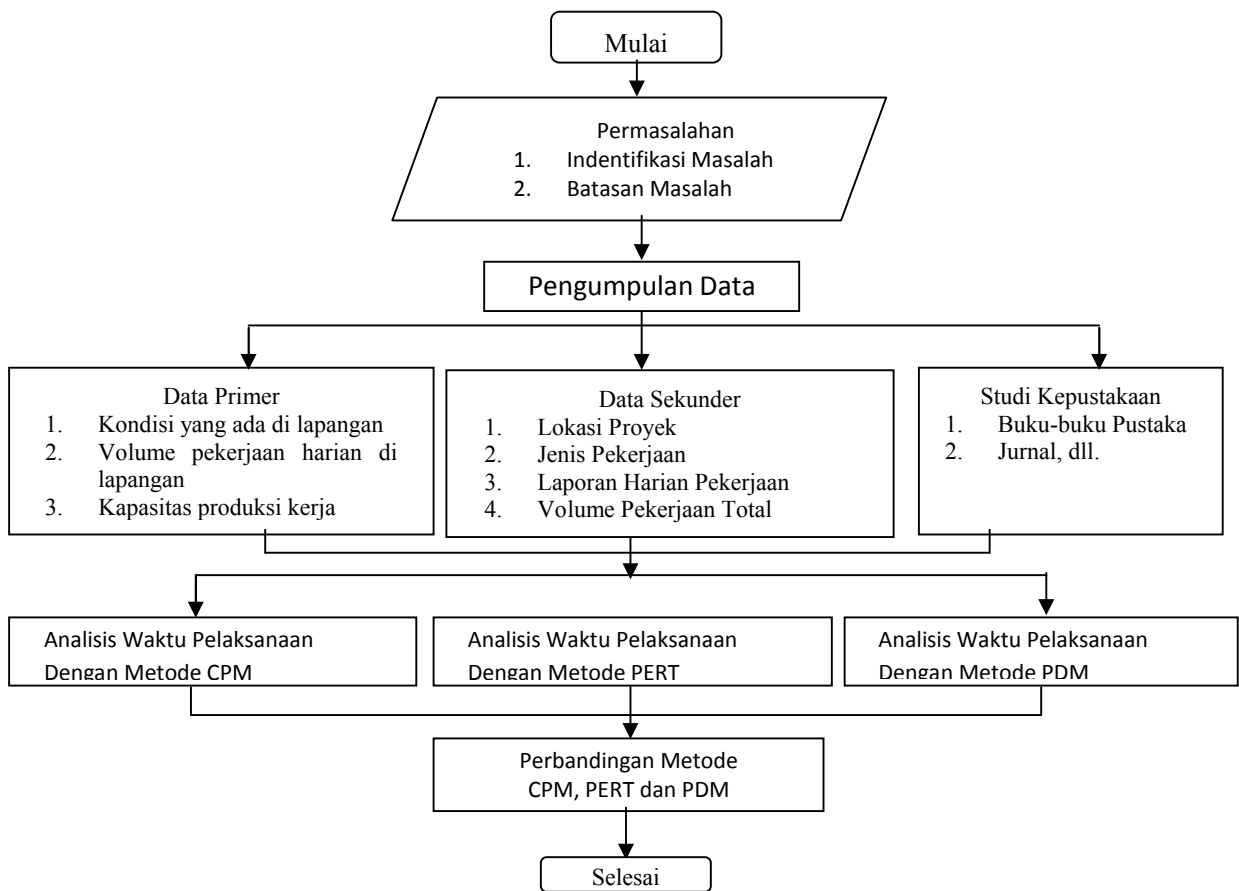 Mulai
Permasalahan
1. Indentifikasi Masalah
2. Batasan Masalah
Pengumpulan Data
Data Primer
1. Kondisi yang ada di lapangan
2. Volume pekerjaan harian di
lapangan
3. Kapasitas produksi kerja
Data Sekunder
1. Lokasi Proyek
2. Jenis Pekerjaan
3. Laporan Harian Pekerjaan
4. Volume Pekerjaan Total
Studi Kepustakaan
1. Buku-buku Pustaka
2. Jurnal, dll.
Analisis Waktu Pelaksanaan
Dengan Metode CPM
Analisis Waktu Pelaksanaan
Dengan Metode PERT
Analisis Waktu Pelaksanaan
Dengan Metode PDM
Perbandingan Metode
CPM, PERT dan PDM
Selesai